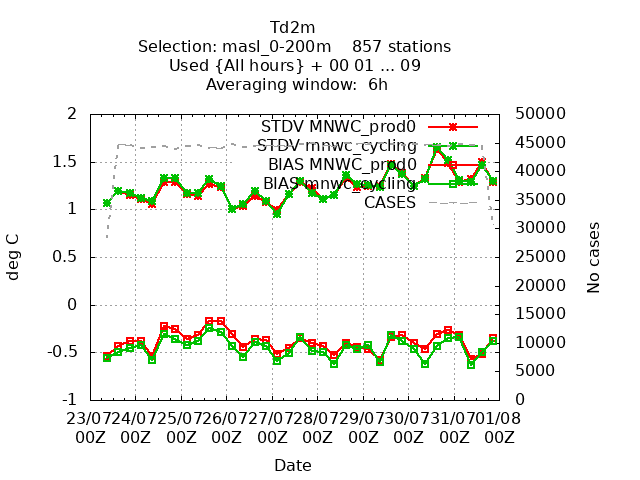 Td2m
Selection: masl_0-200m    857 stations
Used {All hours} + 00 01 ... 09
Averaging window:  6h
2
1.5
1
0.5
0
-0.5
-1
deg C
50000
45000
40000
35000
30000
25000
20000
15000
10000
5000
0
No cases
STDV MNWC_prod0
STDV mnwc_cycling
BIAS MNWC_prod0
BIAS mnwc_cycling
CASES
23/07 24/07 25/07 26/07 27/07 28/07 29/07 30/07 31/07 01/08
00Z 00Z 00Z 00Z 00Z 00Z 00Z 00Z 00Z 00Z
Date